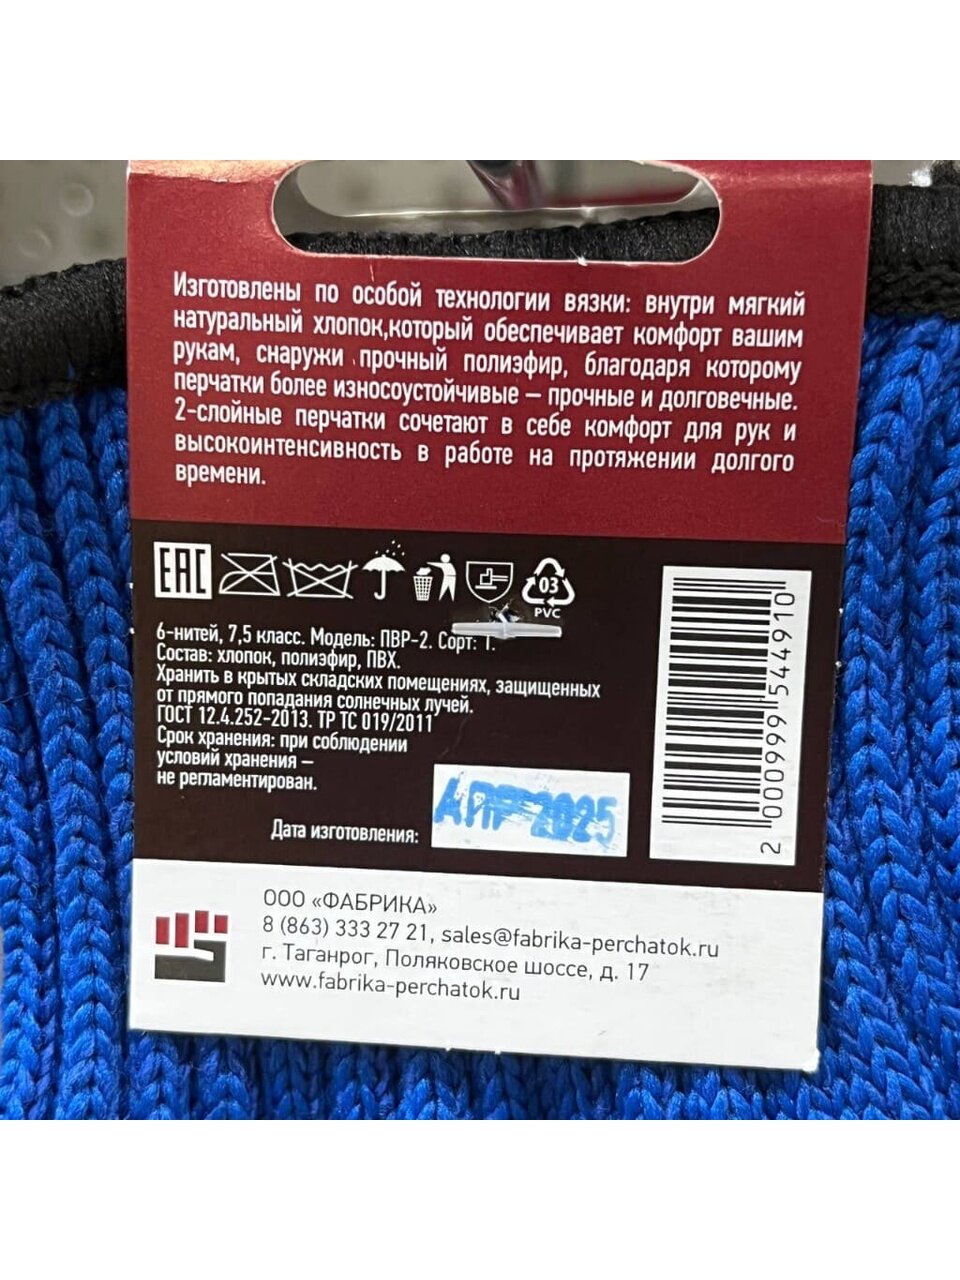 Изготовлены по особой технологии вязки: внутри мягкий
натуральный хлопок,который обеспечивает комфорт вашим
рукам, снаружи прочный полиэфир, благодаря которому
перчатки более износоустойчивые – прочные и долговечные.
2-слойные перчатки сочетают в себе комфорт для рук и
высокоинтенсивность в работе на протяжении долгого
времени.
EAC
03
PVC
6-нитей, 7,5 класс. Модель: ПВР-2. Сорт: 1.
Состав: хлопок, полиэфир, ПВХ.
Хранить в крытых складских помещениях, защищенных
от прямого попадания солнечных лучей.
ГОСТ 12.4.252-2013. ТР ТС 019/2011
Срок хранения: при соблюдении
условий хранения –
не регламентирован.
Дата изготовления:
АПР 2025
2 000999 544910
ООО «ФАБРИКА»
8 (863) 333 27 21, sales@fabrika-perchatok.ru
г. Таганрог, Поляковское шоссе, д. 17
www.fabrika-perchatok.ru